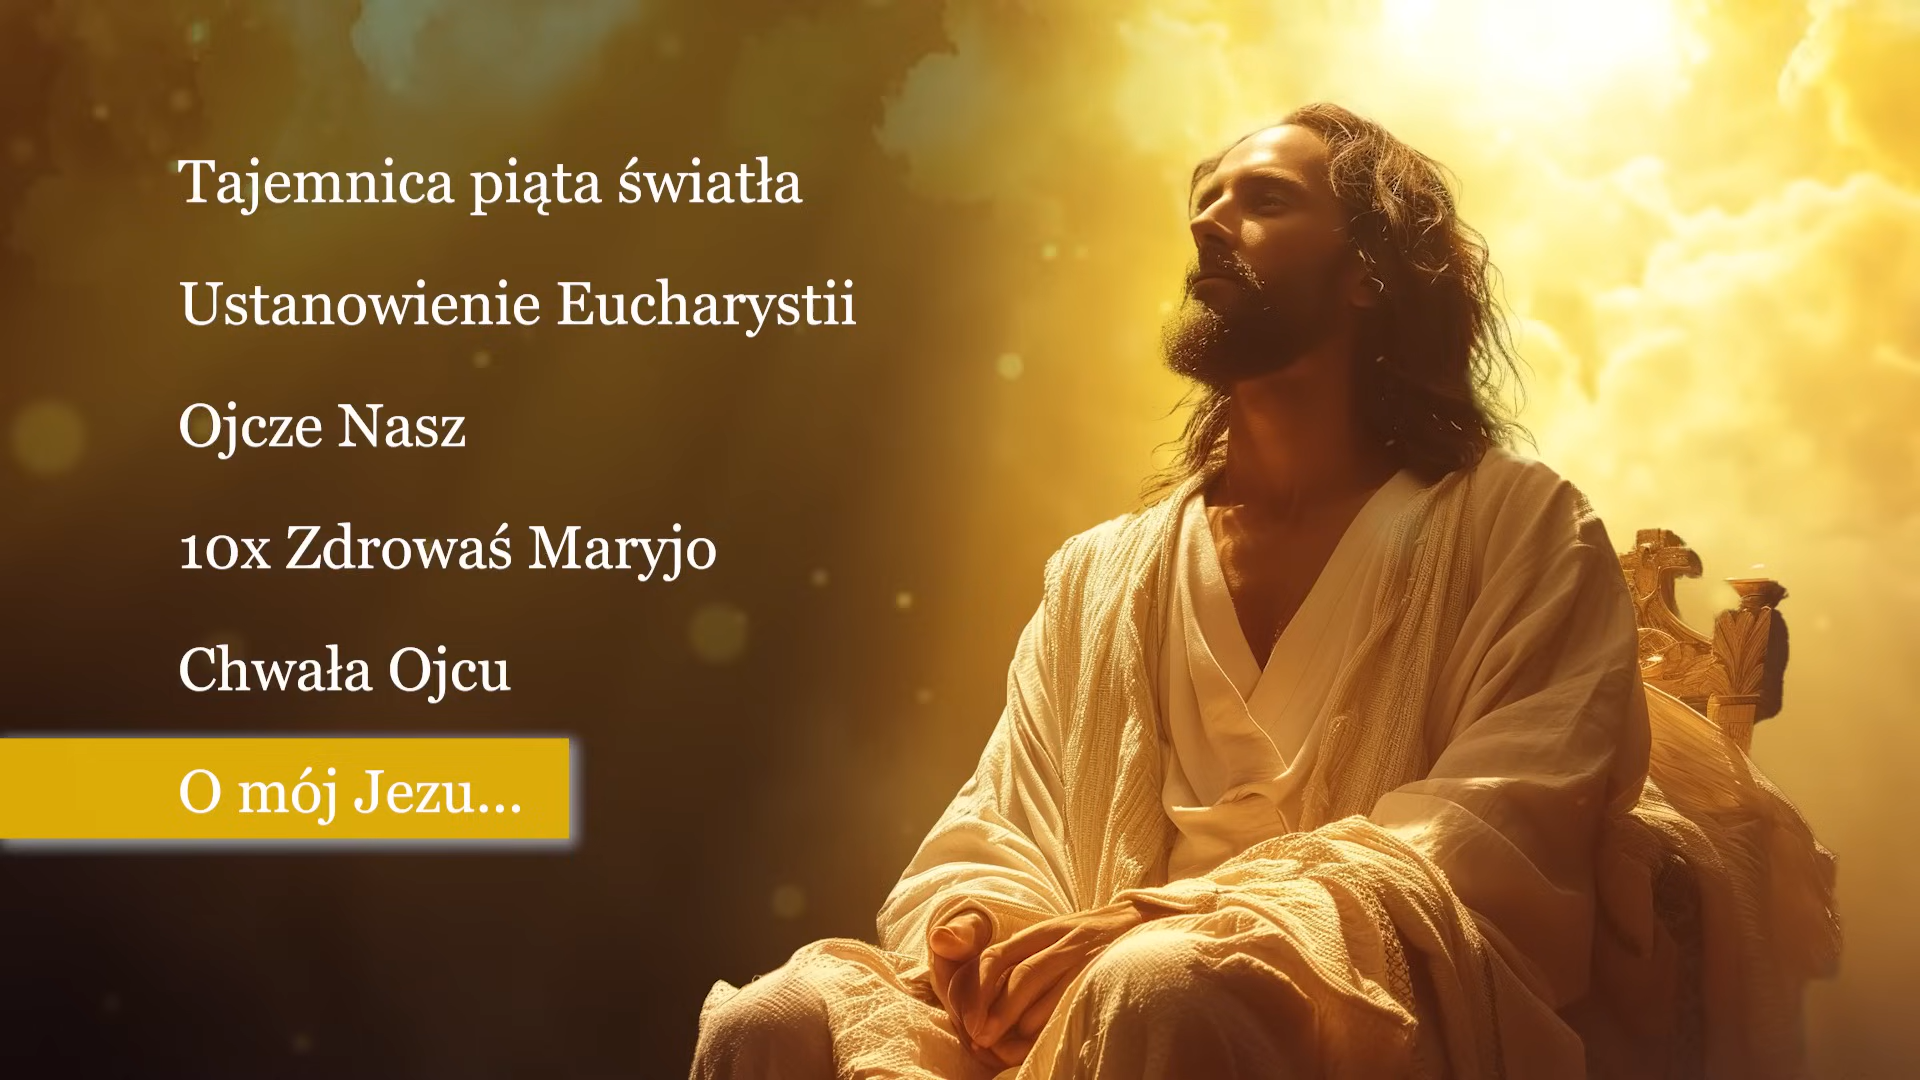 Tajemnica piąta światła
Ustanowienie Eucharystii
Ojcze Nasz
10x Zdrowaś Maryjo
Chwała Ojcu
O mój Jezu...